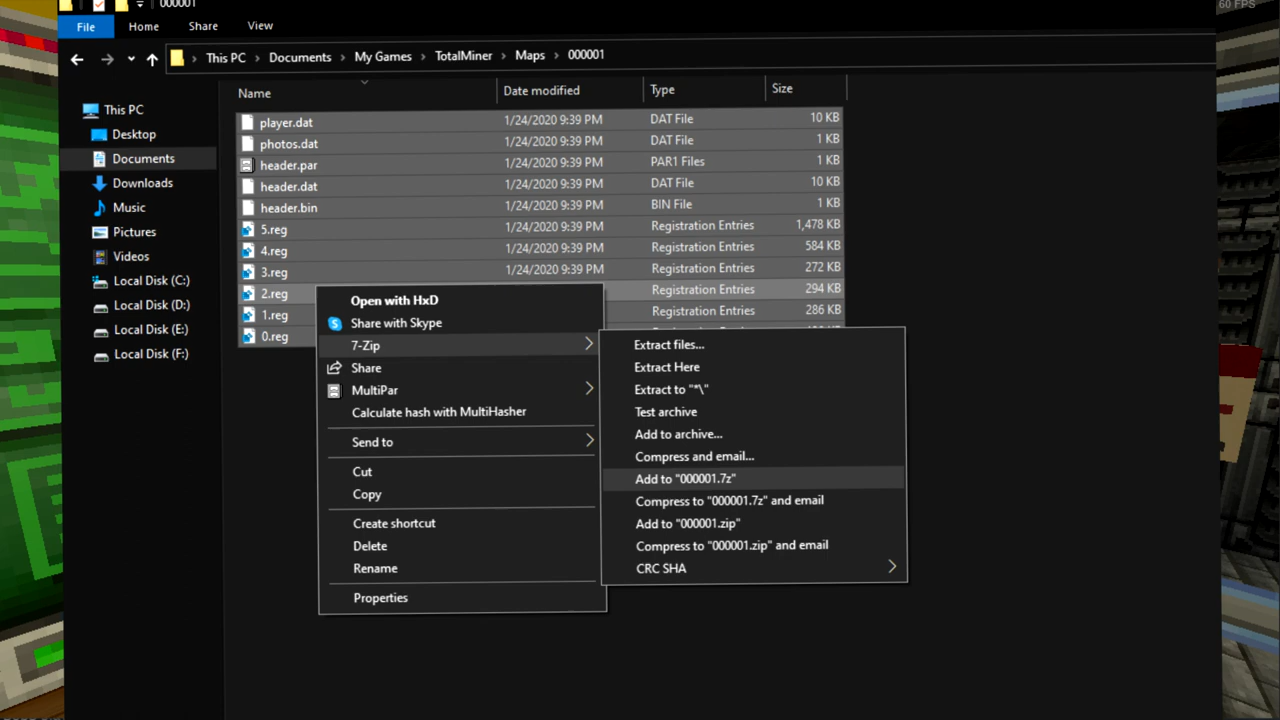 000001
60 FPS
File Home Share View
This PC > Documents > My Games > TotalMiner > Maps > 000001
Name Date modified Type Size
This PC
Desktop
Documents
Downloads
Music
Pictures
Videos
Local Disk (C:)
Local Disk (D:)
Local Disk (E:)
Local Disk (F:)
player.dat 1/24/2020 9:39 PM DAT File 10 KB
photos.dat 1/24/2020 9:39 PM DAT File 1 KB
header.par 1/24/2020 9:39 PM PAR1 Files 1 KB
header.dat 1/24/2020 9:39 PM DAT File 10 KB
header.bin 1/24/2020 9:39 PM BIN File 1 KB
5.reg 1/24/2020 9:39 PM Registration Entries 1,478 KB
4.reg 1/24/2020 9:39 PM Registration Entries 584 KB
3.reg 1/24/2020 9:39 PM Registration Entries 272 KB
2.reg Registration Entries 294 KB
1.reg Registration Entries 286 KB
0.reg
Open with HxD
Share with Skype
7-Zip
Share
MultiPar
Calculate hash with MultiHasher
Send to
Cut
Copy
Create shortcut
Delete
Rename
Properties
Extract files...
Extract Here
Extract to "*\"
Test archive
Add to archive...
Compress and email...
Add to "000001.7z"
Compress to "000001.7z" and email
Add to "000001.zip"
Compress to "000001.zip" and email
CRC SHA